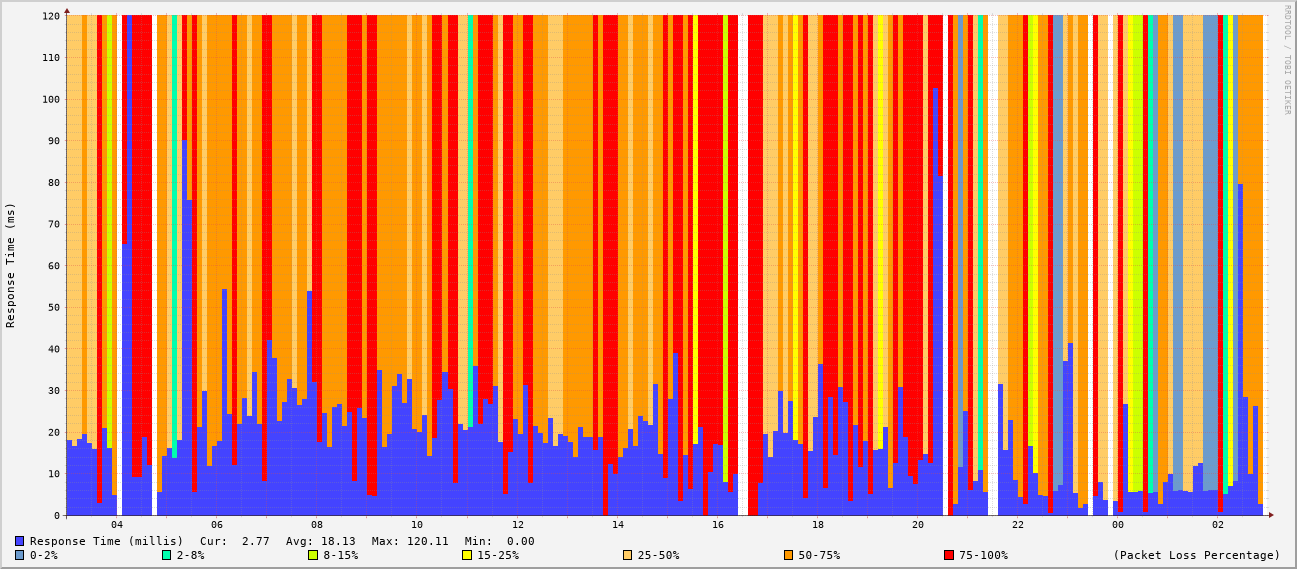 RRDTOOL / TOBI OETIKER
Response Time (ms)
120
110
100
90
80
70
60
50
40
30
20
10
0
04 06 08 10 12 14 16 18 20 22 00 02
Response Time (millis) Cur: 2.77 Avg: 18.13 Max: 120.11 Min: 0.00
0-2% 2-8% 8-15% 15-25% 25-50% 50-75% 75-100% (Packet Loss Percentage)